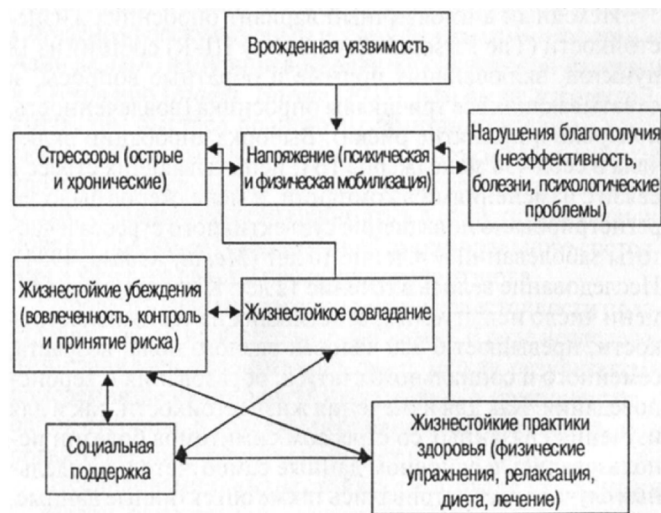 Врожденная уязвимость
Стрессоры (острые
и хронические)
Напряжение (психическая
и физическая мобилизация)
Нарушения благополучия
(неэффективность,
болезни, психологические
проблемы)
Жизнестойкие убеждения
(вовлеченность, контроль
и принятие риска)
Жизнестойкое совладание
Социальная
поддержка
Жизнестойкие практики
здоровья (физические
упражнения, релаксация,
диета, лечение)